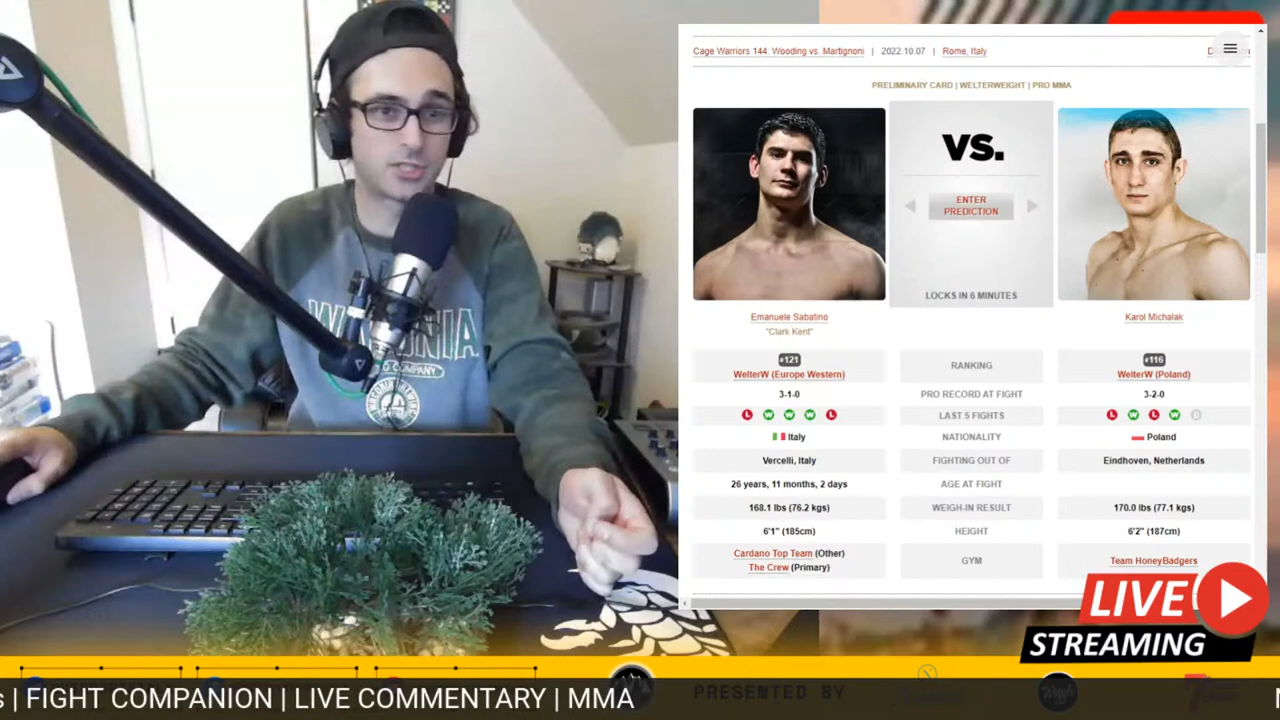 Cage Warriors 144: Wooding vs. Martignoni | 2022.10.07 | Rome, Italy
PRELIMINARY CARD | WELTERWEIGHT | PRO MMA
VS.
ENTER
PREDICTION
LOCKS IN 6 MINUTES
Emanuele Sabatino
"Clark Kent"
Karol Michalak
#121
WelterW (Europe Western)
RANKING
#116
WelterW (Poland)
3-1-0
PRO RECORD AT FIGHT
3-2-0
L W W W L
LAST 5 FIGHTS
L W L W
Italy
NATIONALITY
Poland
Vercelli, Italy
FIGHTING OUT OF
Eindhoven, Netherlands
26 years, 11 months, 2 days
AGE AT FIGHT
168.1 lbs (76.2 kgs)
WEIGH-IN RESULT
170.0 lbs (77.1 kgs)
6'1" (185cm)
HEIGHT
6'2" (187cm)
Cardano Top Team (Other)
The Crew (Primary)
GYM
Team HoneyBadgers
LIVE
STREAMING
PRESENTED BY
s | FIGHT COMPANION | LIVE COMMENTARY | MMA